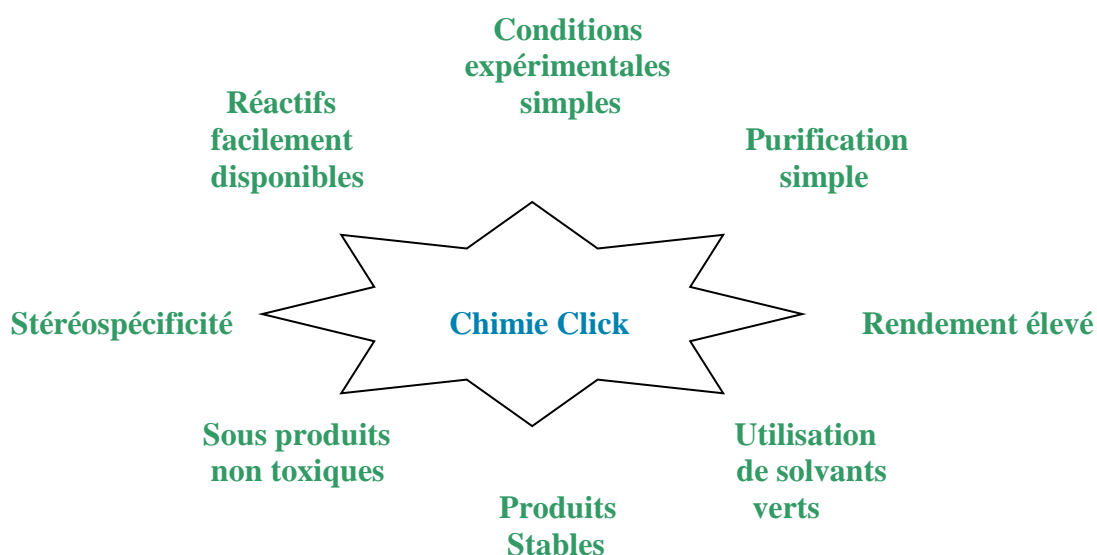 Conditions
expérimentales
simples
Réactifs
facilement
disponibles
Purification
simple
Stéréospécificité
Chimie Click
Rendement élevé
Sous produits
non toxiques
Utilisation
de solvants
verts
Produits
Stables